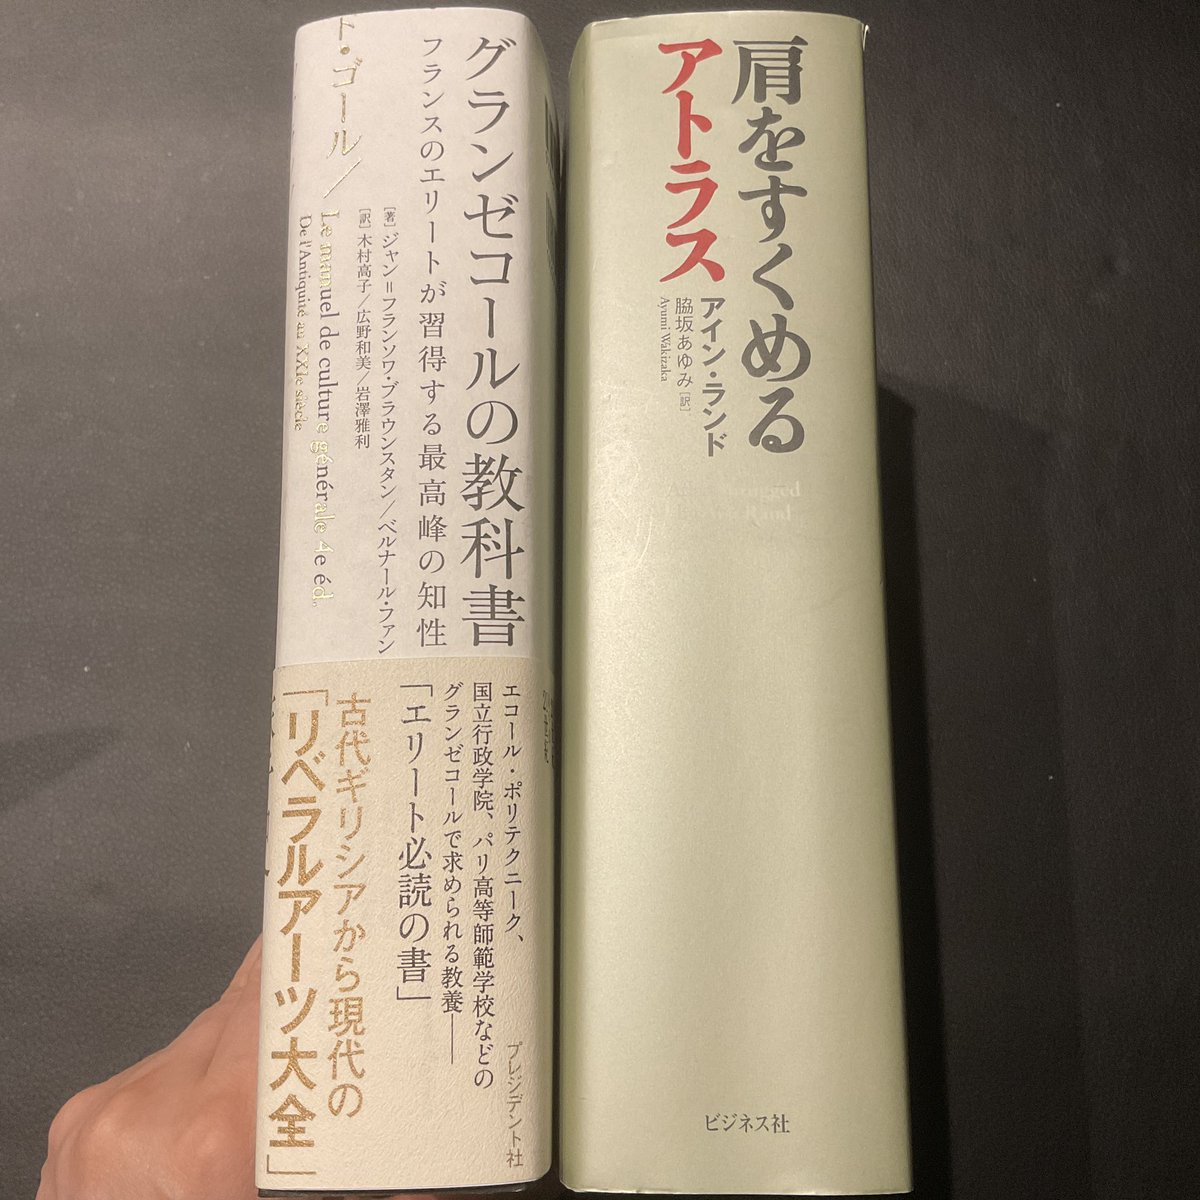 グランゼコールの教科書
フランスのエリートが習得する最高峰の知性
[著]ジャン=フランソワ・ブラウンスタン/ベルナール・ファン
[訳]木村高子/広野和美/岩澤雅利
ト・ゴール/
Le manuel de culture générale 4e éd.
De l'Antiquité au XXIe siècle
エコール・ポリテクニーク、
国立行政学院、パリ高等師範学校などの
グランゼコールで求められる教養——
「エリート必読の書」
古代ギリシアから現代の
「リベラルアーツ大全」
プレジデント社
肩をすくめる
アトラス
アイン・ランド
脇坂あゆみ[訳]
Ayumi Wakizaka
ビジネス社